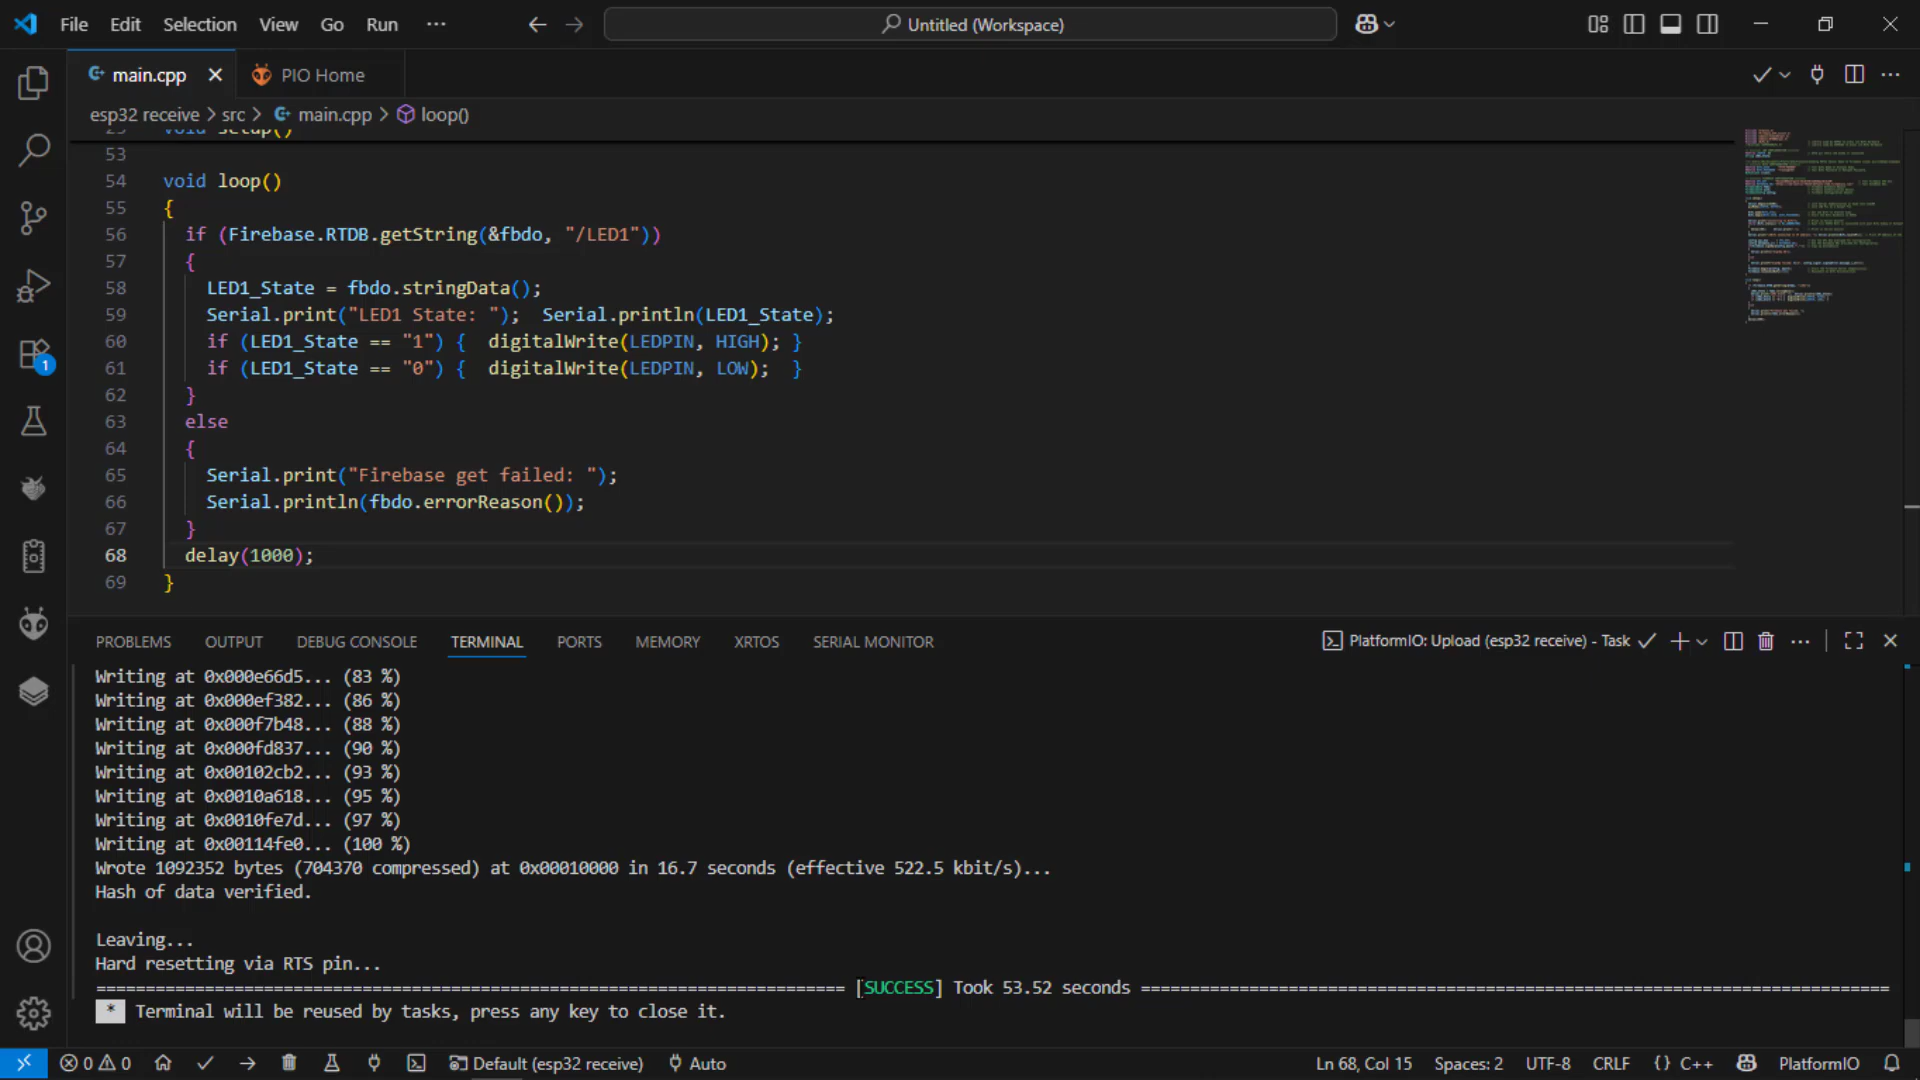 File Edit Selection View Go Run ··· Untitled (Workspace)
main.cpp PIO Home
esp32 receive > src > main.cpp > loop()
void setup()
53
54 void loop()
55 {
56 if (Firebase.RTDB.getString(&fbdo, "/LED1"))
57 {
58 LED1_State = fbdo.stringData();
59 Serial.print("LED1 State: "); Serial.println(LED1_State);
60 if (LED1_State == "1") { digitalWrite(LEDPIN, HIGH); }
61 if (LED1_State == "0") { digitalWrite(LEDPIN, LOW); }
62 }
63 else
64 {
65 Serial.print("Firebase get failed: ");
66 Serial.println(fbdo.errorReason());
67 }
68 delay(1000);
69 }
1
PROBLEMS OUTPUT DEBUG CONSOLE TERMINAL PORTS MEMORY XRTOS SERIAL MONITOR PlatformIO: Upload (esp32 receive) - Task
Writing at 0x000e66d5... (83 %)
Writing at 0x000ef382... (86 %)
Writing at 0x000f7b48... (88 %)
Writing at 0x000fd837... (90 %)
Writing at 0x00102cb2... (93 %)
Writing at 0x0010a618... (95 %)
Writing at 0x0010fe7d... (97 %)
Writing at 0x00114fe0... (100 %)
Wrote 1092352 bytes (704370 compressed) at 0x00010000 in 16.7 seconds (effective 522.5 kbit/s)...
Hash of data verified.
Leaving...
Hard resetting via RTS pin...
[SUCCESS] Took 53.52 seconds
* Terminal will be reused by tasks, press any key to close it.
0 0 Default (esp32 receive) Auto Ln 68, Col 15 Spaces: 2 UTF-8 CRLF {} C++ PlatformIO